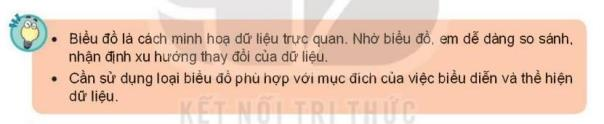 • Biểu đồ là cách minh hoạ dữ liệu trực quan. Nhờ biểu đồ, em dễ dàng so sánh,
nhận định xu hướng thay đổi của dữ liệu.
• Cần sử dụng loại biểu đồ phù hợp với mục đích của việc biểu diễn và thể hiện
dữ liệu.
KẾT NỐI TRI THỨC